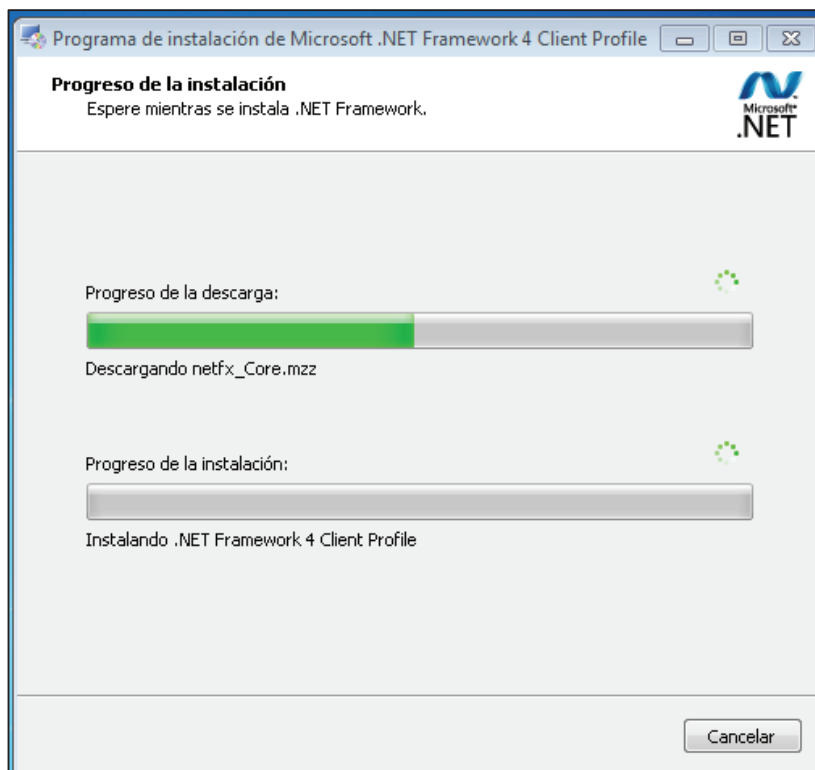 Programa de instalación de Microsoft .NET Framework 4 Client Profile
Progreso de la instalación
Espere mientras se instala .NET Framework.
Microsoft®
.NET
Progreso de la descarga:
Descargando netfx_Core.mzz
Progreso de la instalación:
Instalando .NET Framework 4 Client Profile
Cancelar